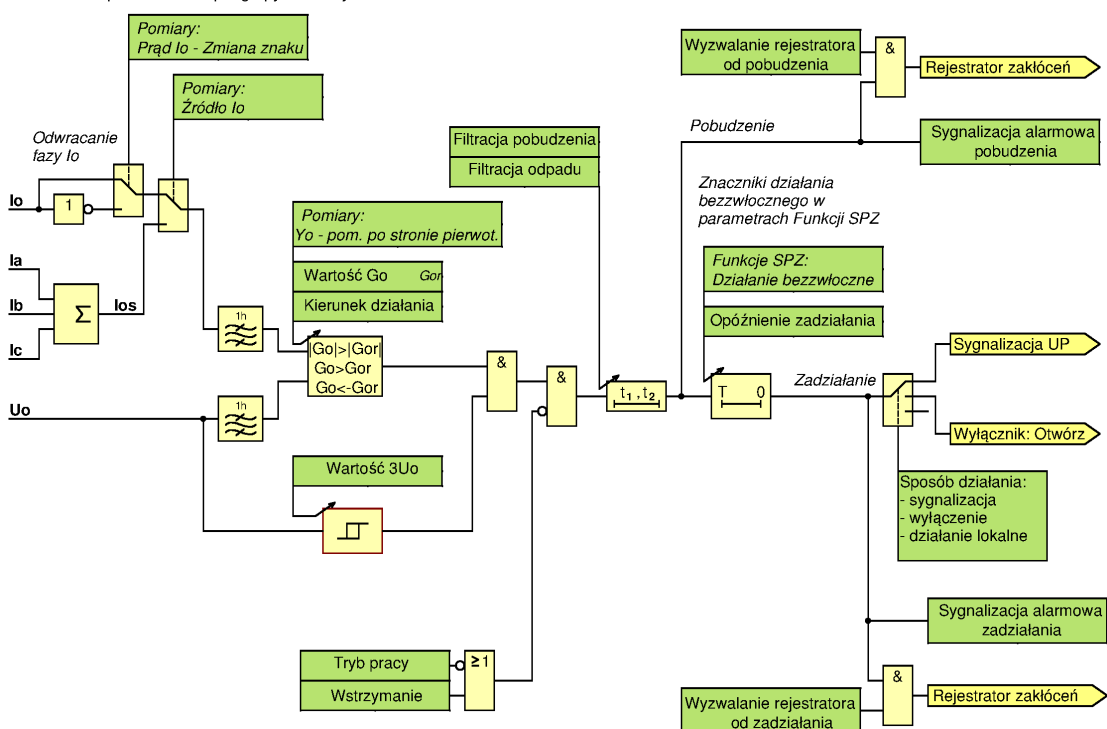 Pomiary:
Prąd Io - Zmiana znaku
Pomiary:
Źródło Io
Odwracanie
fazy Io
Io
1
Ia
Ib
Ic
Σ
Ios
Uo
1h
1h
Pomiary:
Yo - pom. po stronie pierwot.
Wartość Go Gor
Kierunek działania
|Go|>|Gor|
Go>Gor
Go<-Gor
Wartość 3Uo
&
&
Tryb pracy
Wstrzymanie
≥1
Filtracja pobudzenia
Filtracja odpadu
t1,t2
Wyzwalanie rejestratora
od pobudzenia
&
Rejestrator zakłóceń
Pobudzenie
Sygnalizacja alarmowa
pobudzenia
Znaczniki działania
bezzwłocznego w
parametrach Funkcji SPZ
Funkcje SPZ:
Działanie bezzwłoczne
Opóźnienie zadziałania
T 0
Zadziałanie
Sygnalizacja UP
Wyłącznik: Otwórz
Sposób działania:
- sygnalizacja
- wyłączenie
- działanie lokalne
Sygnalizacja alarmowa
zadziałania
&
Rejestrator zakłóceń
Wyzwalanie rejestratora
od zadziałania